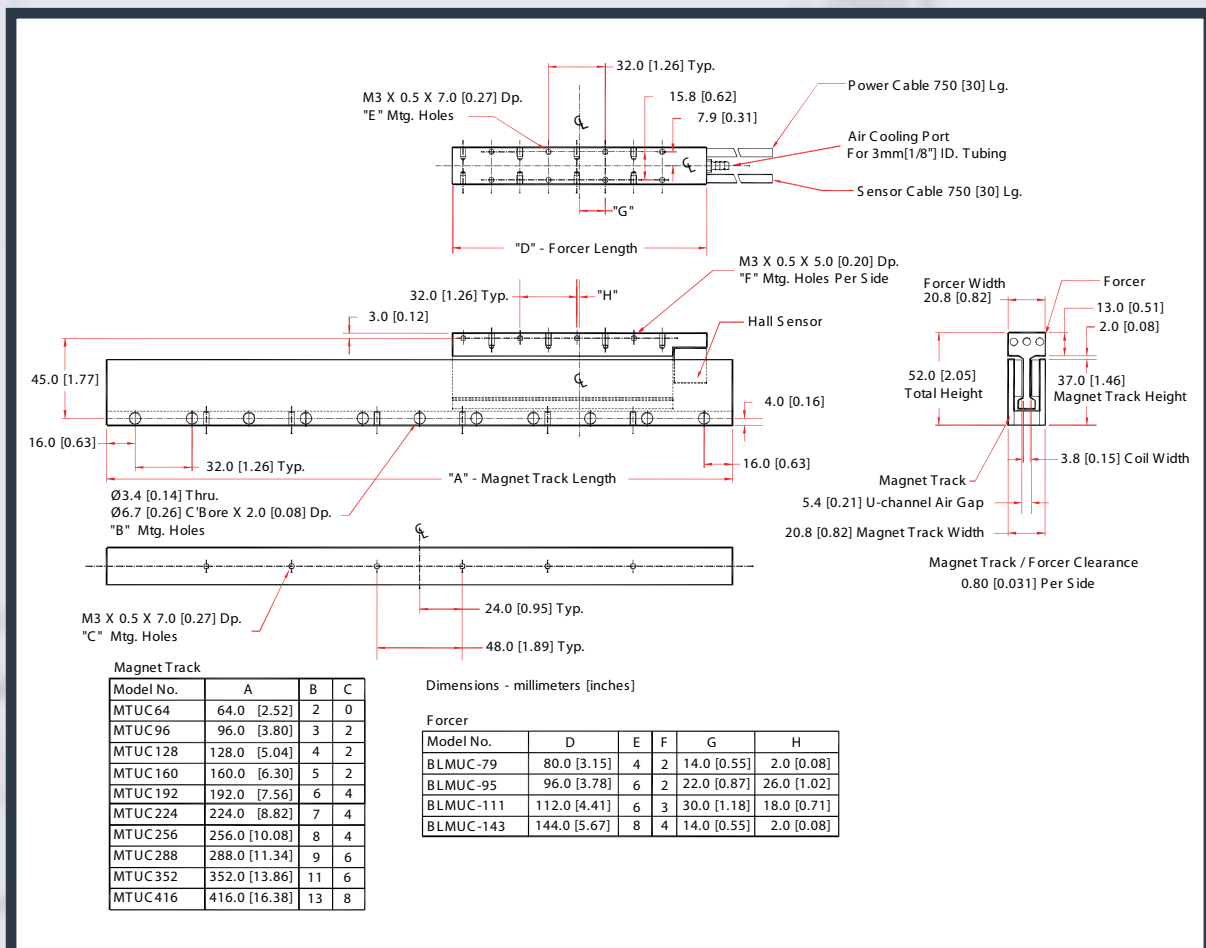 32.0 [1.26] Typ.
M3 X 0.5 X 7.0 [0.27] Dp.
"E" Mtg. Holes
15.8 [0.62]
7.9 [0.31]
Power Cable 750 [30] Lg.
Air Cooling Port
For 3mm[1/8"] ID. Tubing
Sensor Cable 750 [30] Lg.
℄
℄
"G"
"D" - Forcer Length
M3 X 0.5 X 5.0 [0.20] Dp.
"F" Mtg. Holes Per Side
32.0 [1.26] Typ.
"H"
3.0 [0.12]
Hall Sensor
45.0 [1.77]
℄
4.0 [0.16]
16.0 [0.63]
32.0 [1.26] Typ.
16.0 [0.63]
"A" - Magnet Track Length
Ø3.4 [0.14] Thru.
Ø6.7 [0.26] C'Bore X 2.0 [0.08] Dp.
"B" Mtg. Holes
Forcer Width
20.8 [0.82]
Forcer
13.0 [0.51]
2.0 [0.08]
52.0 [2.05]
Total Height
37.0 [1.46]
Magnet Track Height
3.8 [0.15] Coil Width
Magnet Track
5.4 [0.21] U-channel Air Gap
20.8 [0.82] Magnet Track Width
Magnet Track / Forcer Clearance
0.80 [0.031] Per Side
℄
M3 X 0.5 X 7.0 [0.27] Dp.
"C" Mtg. Holes
24.0 [0.95] Typ.
48.0 [1.89] Typ.
Magnet Track
Model No. A B C
MTUC64 64.0 [2.52] 2 0
MTUC96 96.0 [3.80] 3 2
MTUC128 128.0 [5.04] 4 2
MTUC160 160.0 [6.30] 5 2
MTUC192 192.0 [7.56] 6 4
MTUC224 224.0 [8.82] 7 4
MTUC256 256.0 [10.08] 8 4
MTUC288 288.0 [11.34] 9 6
MTUC352 352.0 [13.86] 11 6
MTUC416 416.0 [16.38] 13 8
Dimensions - millimeters [inches]
Forcer
Model No. D E F G H
BLMUC-79 80.0 [3.15] 4 2 14.0 [0.55] 2.0 [0.08]
BLMUC-95 96.0 [3.78] 6 2 22.0 [0.87] 26.0 [1.02]
BLMUC-111 112.0 [4.41] 6 3 30.0 [1.18] 18.0 [0.71]
BLMUC-143 144.0 [5.67] 8 4 14.0 [0.55] 2.0 [0.08]